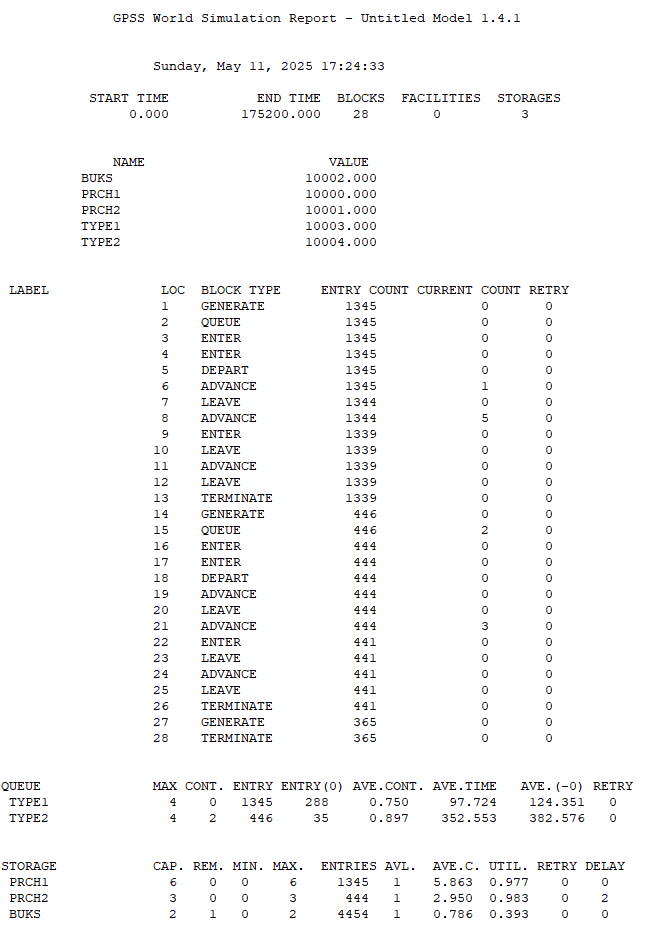 GPSS World Simulation Report - Untitled Model 1.4.1
Sunday, May 11, 2025 17:24:33
START TIME END TIME BLOCKS FACILITIES STORAGES
0.000 175200.000 28 0 3
NAME VALUE
BUKS 10002.000
PRCH1 10000.000
PRCH2 10001.000
TYPE1 10003.000
TYPE2 10004.000
LABEL LOC BLOCK TYPE ENTRY COUNT CURRENT COUNT RETRY
1 GENERATE 1345 0 0
2 QUEUE 1345 0 0
3 ENTER 1345 0 0
4 ENTER 1345 0 0
5 DEPART 1345 0 0
6 ADVANCE 1345 1 0
7 LEAVE 1344 0 0
8 ADVANCE 1344 5 0
9 ENTER 1339 0 0
10 LEAVE 1339 0 0
11 ADVANCE 1339 0 0
12 LEAVE 1339 0 0
13 TERMINATE 1339 0 0
14 GENERATE 446 0 0
15 QUEUE 446 2 0
16 ENTER 444 0 0
17 ENTER 444 0 0
18 DEPART 444 0 0
19 ADVANCE 444 0 0
20 LEAVE 444 0 0
21 ADVANCE 444 3 0
22 ENTER 441 0 0
23 LEAVE 441 0 0
24 ADVANCE 441 0 0
25 LEAVE 441 0 0
26 TERMINATE 441 0 0
27 GENERATE 365 0 0
28 TERMINATE 365 0 0
QUEUE MAX CONT. ENTRY ENTRY(0) AVE.CONT. AVE.TIME AVE.(-0) RETRY
TYPE1 4 0 1345 288 0.750 97.724 124.351 0
TYPE2 4 2 446 35 0.897 352.553 382.576 0
STORAGE CAP. REM. MIN. MAX. ENTRIES AVL. AVE.C. UTIL. RETRY DELAY
PRCH1 6 0 0 6 1345 1 5.863 0.977 0 0
PRCH2 3 0 0 3 444 1 2.950 0.983 0 2
BUKS 2 1 0 2 4454 1 0.786 0.393 0 0